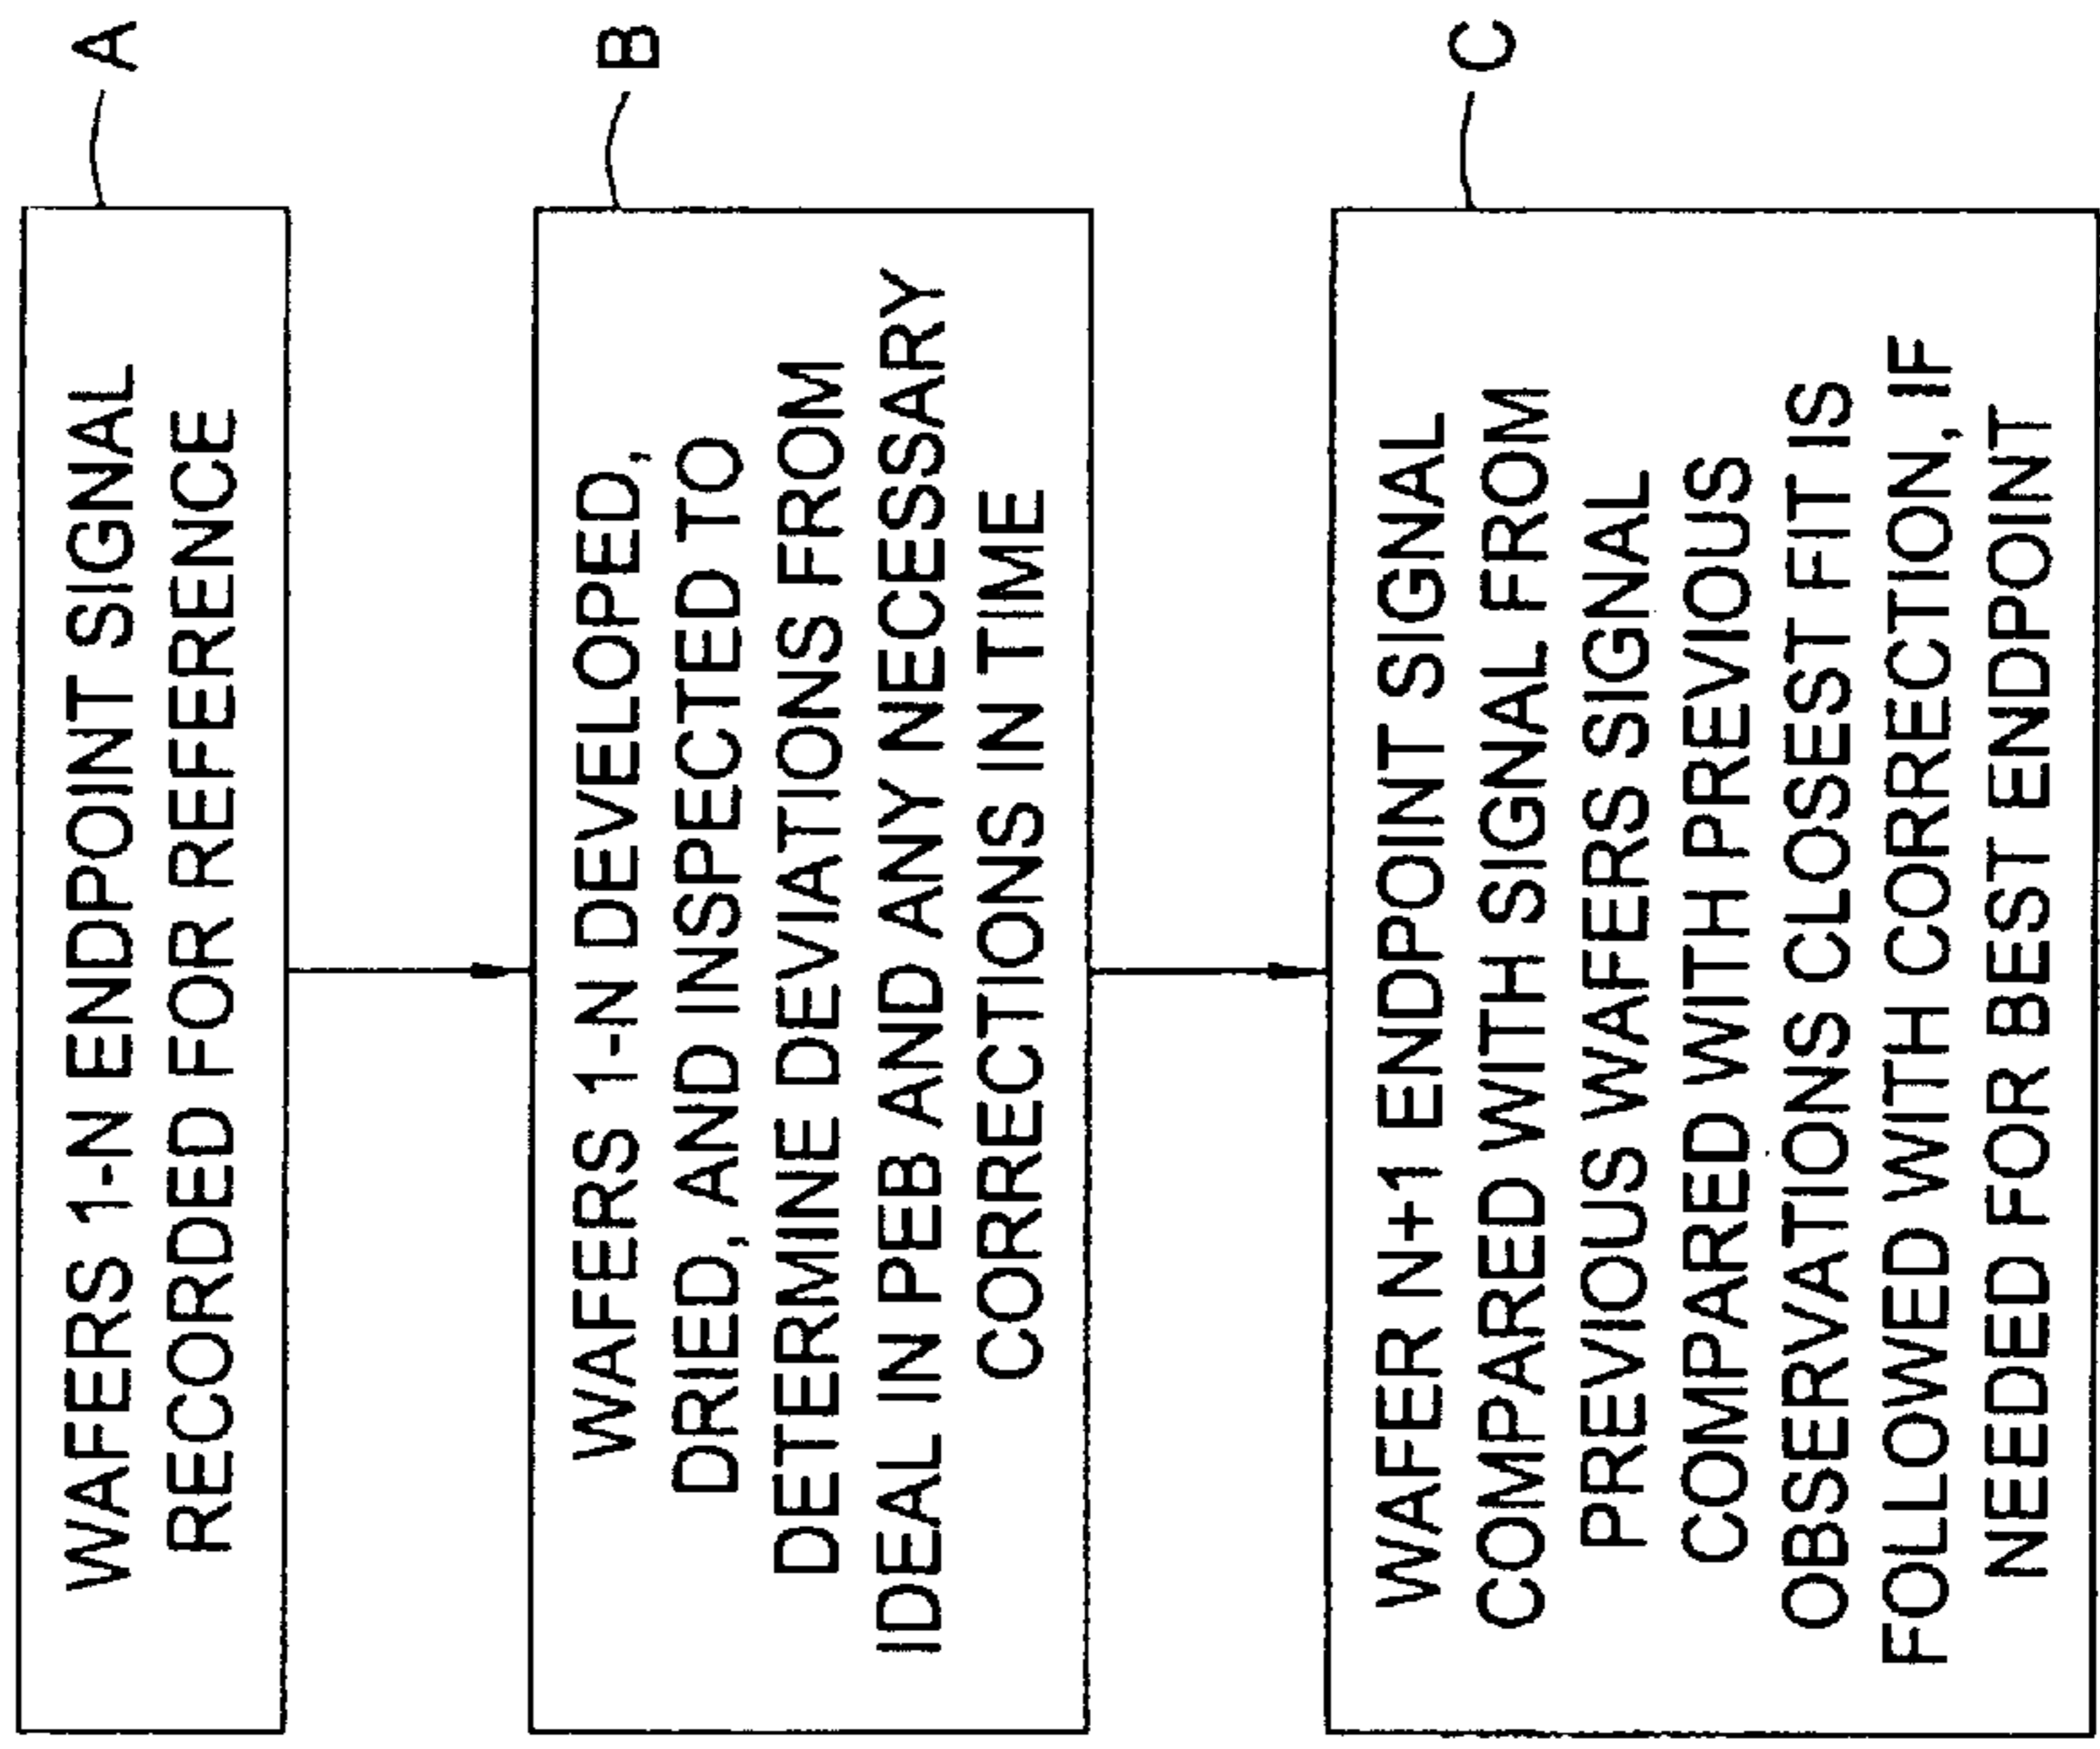 WAFERS 1-N ENDPOINT SIGNAL
RECORDED FOR REFERENCE
A
WAFERS 1-N DEVELOPED,
DRIED, AND INSPECTED TO
DETERMINE DEVIATIONS FROM
IDEAL IN PEB AND ANY NECESSARY
CORRECTIONS IN TIME
B
WAFER N+1 ENDPOINT SIGNAL
COMPARED WITH SIGNAL FROM
PREVIOUS WAFERS SIGNAL
COMPARED WITH PREVIOUS
OBSERVATIONS CLOSEST FIT IS
FOLLOWED WITH CORRECTION, IF
NEEDED FOR BEST ENDPOINT
C